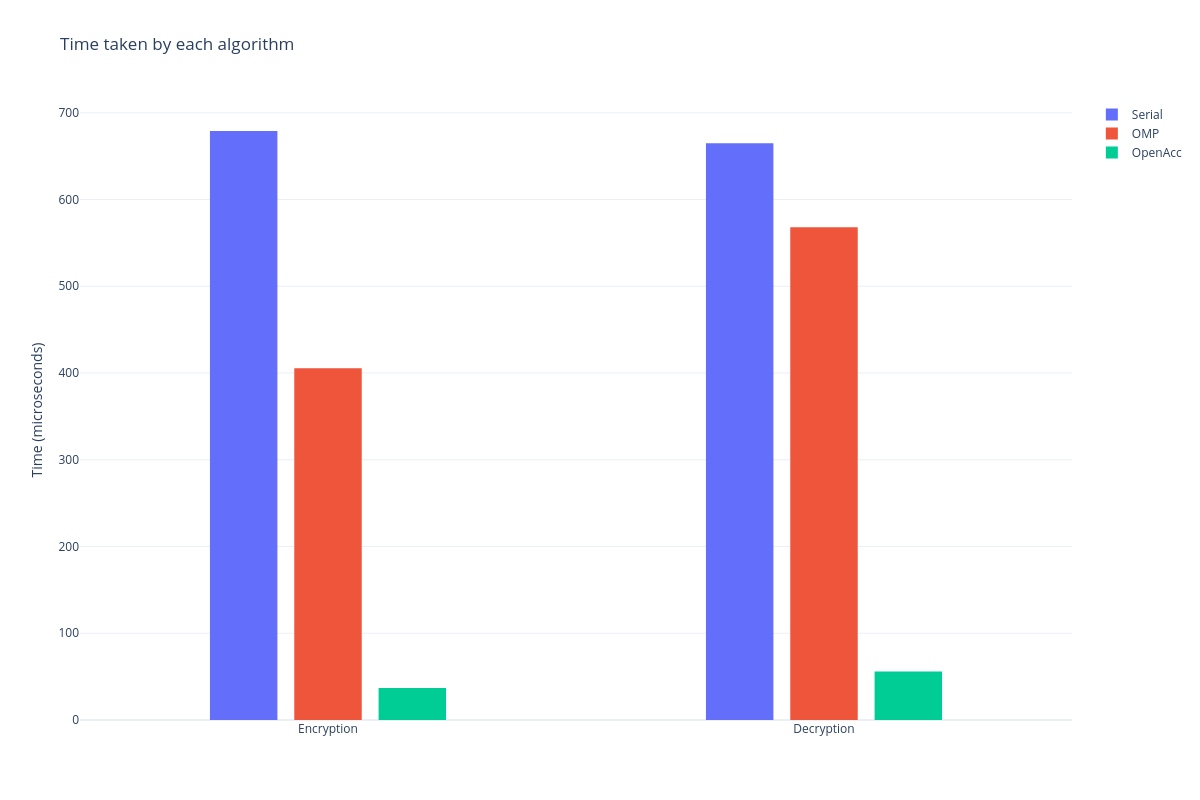 Time taken by each algorithm
Serial
OMP
OpenAcc
Time (microseconds)
700
600
500
400
300
200
100
0
Encryption
Decryption